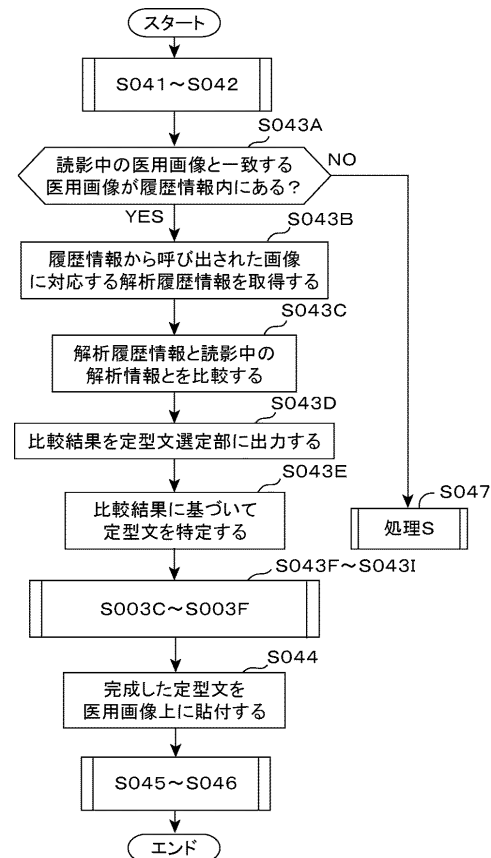 スタート
S041~S042
S043A
読影中の医用画像と一致する
医用画像が履歴情報内にある?
NO
YES
S043B
履歴情報から呼び出された画像
に対応する解析履歴情報を取得する
S043C
解析履歴情報と読影中の
解析情報とを比較する
S043D
比較結果を定型文選定部に出力する
S043E
比較結果に基づいて
定型文を特定する
S047
処理S
S043F~S043I
S003C~S003F
S044
完成した定型文を
医用画像上に貼付する
S045~S046
エンド